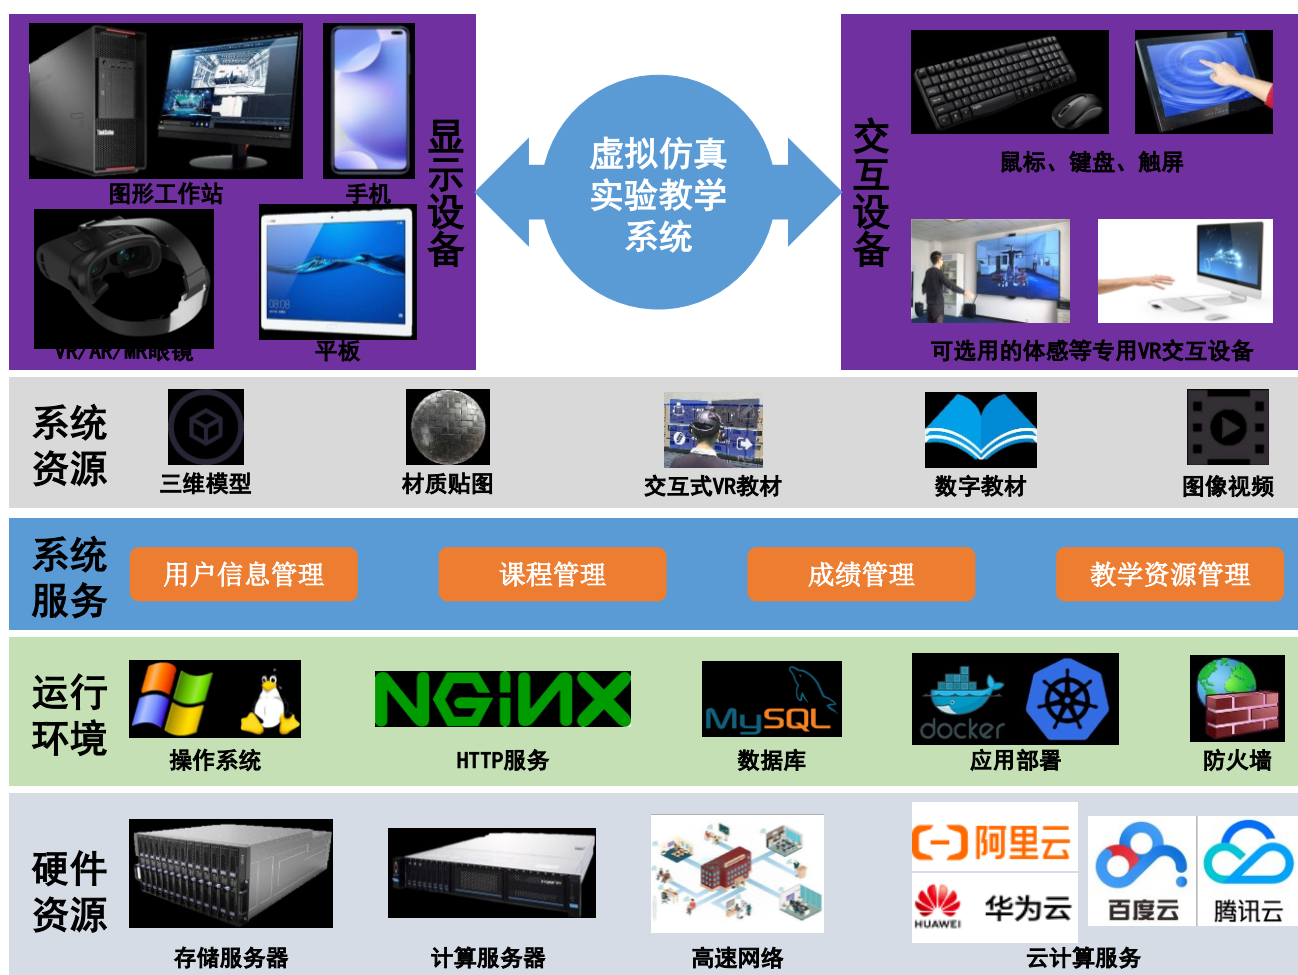 显示设备
图形工作站
手机
VR/AR/MR眼镜
平板
08:08
虚拟仿真
实验教学
系统
交互设备
鼠标、键盘、触屏
可选用的体感等专用VR交互设备
系统
资源
三维模型
材质贴图
交互式VR教材
数字教材
图像视频
系统
服务
用户信息管理
课程管理
成绩管理
教学资源管理
运行
环境
NGiNX
MySQL
docker
操作系统
HTTP服务
数据库
应用部署
防火墙
硬件
资源
阿里云
HUAWEI
华为云
百度云
腾讯云
存储服务器
计算服务器
高速网络
云计算服务